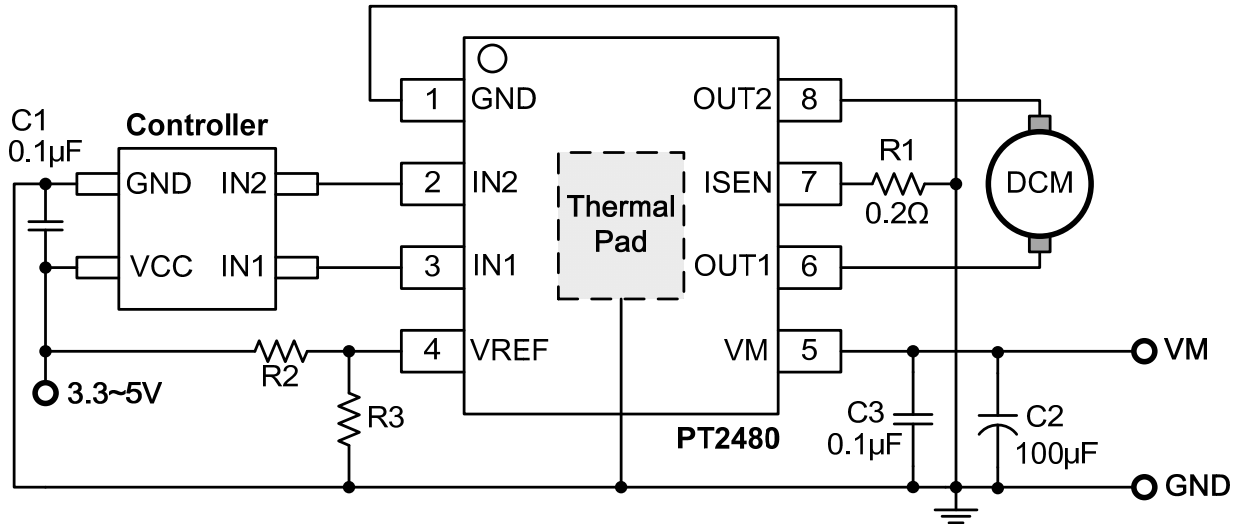 C1
0.1µF
Controller
GND
IN2
VCC
IN1
3.3~5V
R2
R3
1
GND
2
IN2
3
IN1
4
VREF
Thermal
Pad
OUT2
8
ISEN
7
OUT1
6
VM
5
PT2480
R1
0.2Ω
DCM
C3
0.1µF
C2
100µF
VM
GND